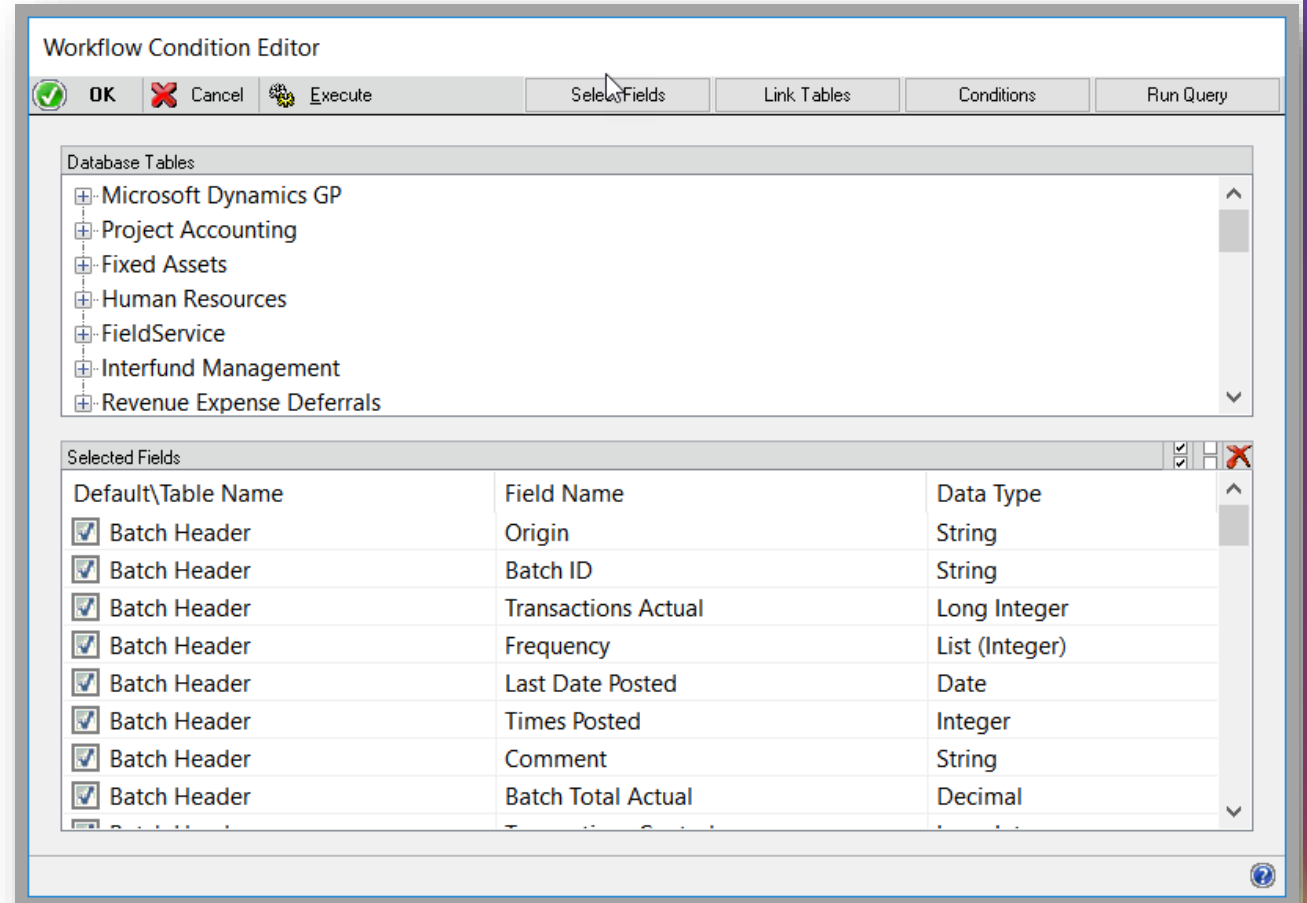 Workflow Condition Editor
OK Cancel Execute Select Fields Link Tables Conditions Run Query
Database Tables
Microsoft Dynamics GP
Project Accounting
Fixed Assets
Human Resources
FieldService
Interfund Management
Revenue Expense Deferrals
Selected Fields
Default\Table Name Field Name Data Type
Batch Header Origin String
Batch Header Batch ID String
Batch Header Transactions Actual Long Integer
Batch Header Frequency List (Integer)
Batch Header Last Date Posted Date
Batch Header Times Posted Integer
Batch Header Comment String
Batch Header Batch Total Actual Decimal